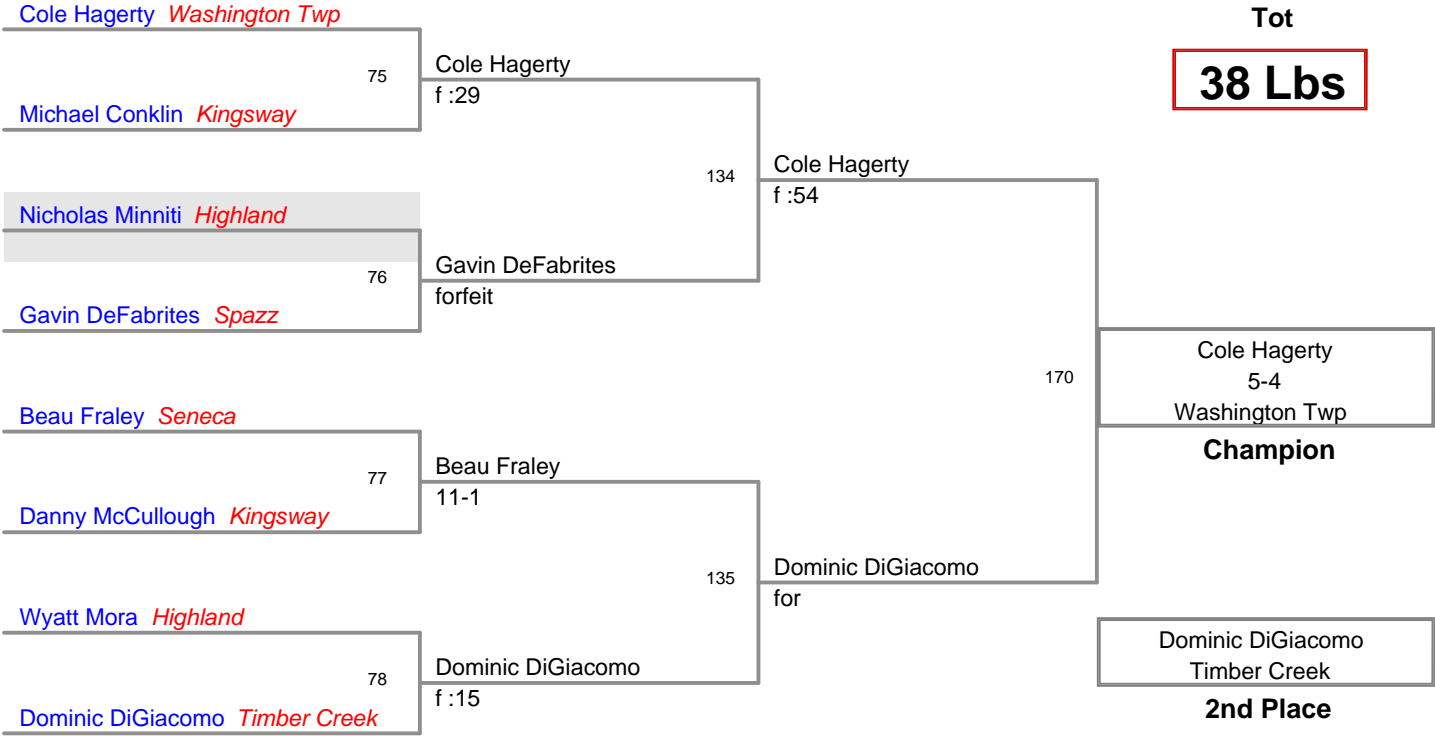 Cole Hagerty Washington Twp
Tot
75
Cole Hagerty
f :29
38 Lbs
Michael Conklin Kingsway
134
Cole Hagerty
f :54
Nicholas Minniti Highland
76
Gavin DeFabrites
forfeit
Gavin DeFabrites Spazz
170
Cole Hagerty
5-4
Washington Twp
Champion
Beau Fraley Seneca
77
Beau Fraley
11-1
Danny McCullough Kingsway
135
Dominic DiGiacomo
for
Wyatt Mora Highland
78
Dominic DiGiacomo
f :15
Dominic DiGiacomo Timber Creek
Dominic DiGiacomo
Timber Creek
2nd Place